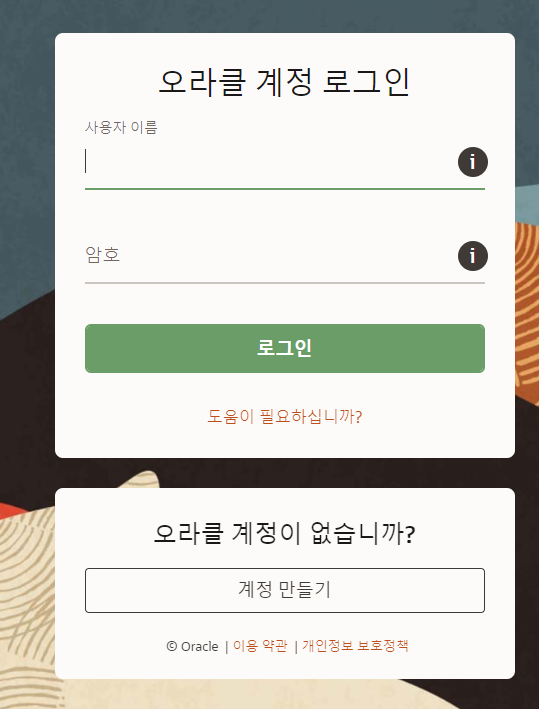 오라클 계정 로그인
사용자 이름
i
암호
i
로그인
도움이 필요하십니까?
오라클 계정이 없습니까?
계정 만들기
© Oracle | 이용 약관 | 개인정보 보호정책